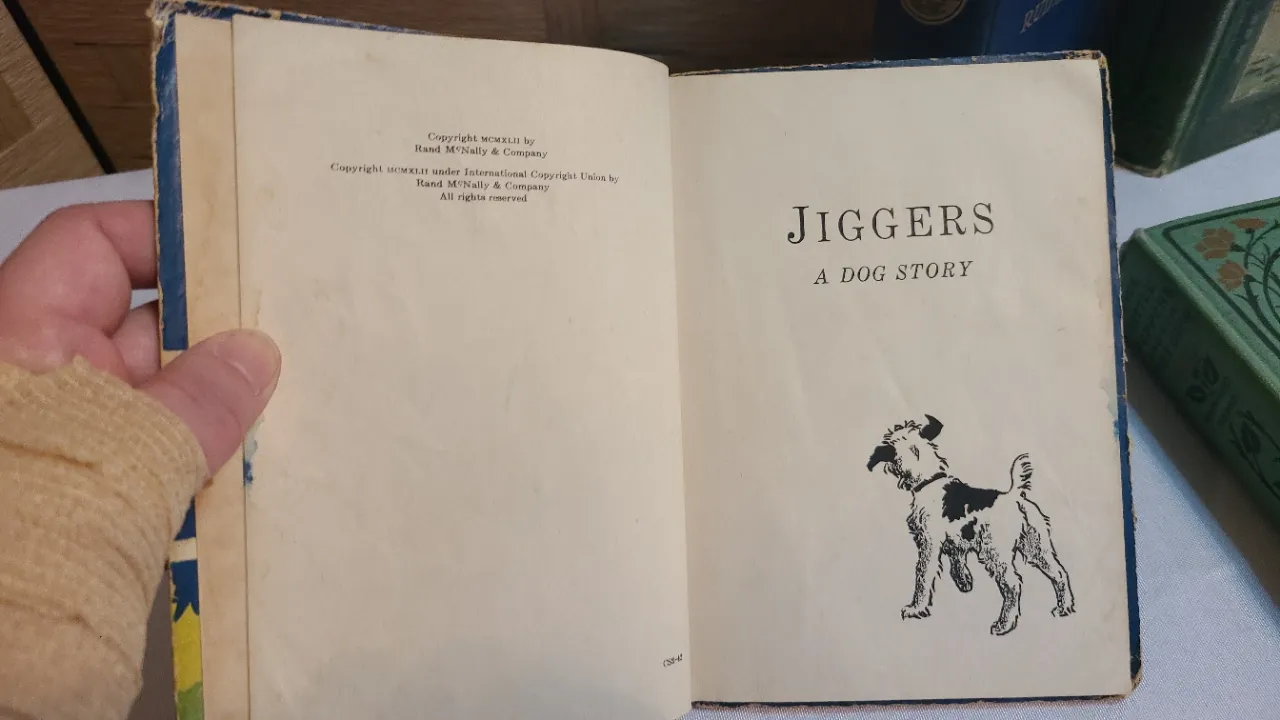 Copyright MCMXLII by
Rand McNally & Company
Copyright MCMXLII under International Copyright Union by
Rand McNally & Company
All rights reserved
JIGGERS
A DOG STORY